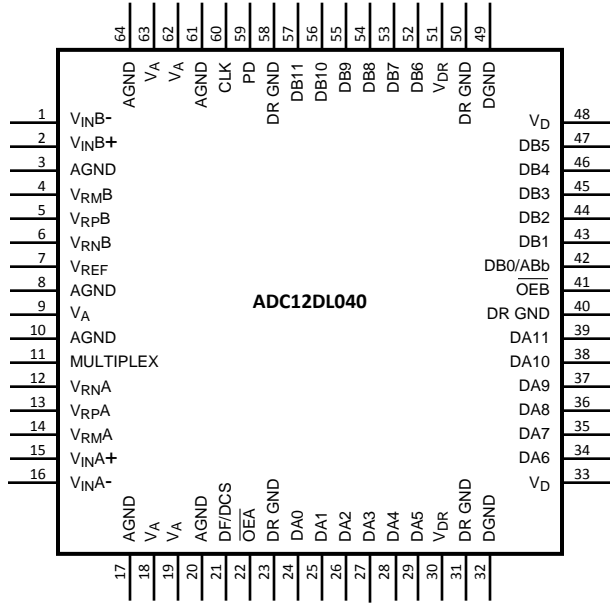 64 63 62 61 60 59 58 57 56 55 54 53 52 51 50 49
AGND VA VA AGND CLK PD DR GND DB11 DB10 DB9 DB8 DB7 DB6 VDR DR GND DGND
1 VINB-
2 VINB+
3 AGND
4 VRMB
5 VRPB
6 VRNB
7 VREF
8 AGND
9 VA
10 AGND
11 MULTIPLEX
12 VRNA
13 VRPA
14 VRMA
15 VINA+
16 VINA-
ADC12DL040
VD 48
DB5 47
DB4 46
DB3 45
DB2 44
DB1 43
DB0/ABb 42
OEB 41
DR GND 40
DA11 39
DA10 38
DA9 37
DA8 36
DA7 35
DA6 34
VD 33
AGND VA VA AGND DF/DCS OEA DR GND DA0 DA1 DA2 DA3 DA4 DA5 VDR DR GND DGND
17 18 19 20 21 22 23 24 25 26 27 28 29 30 31 32